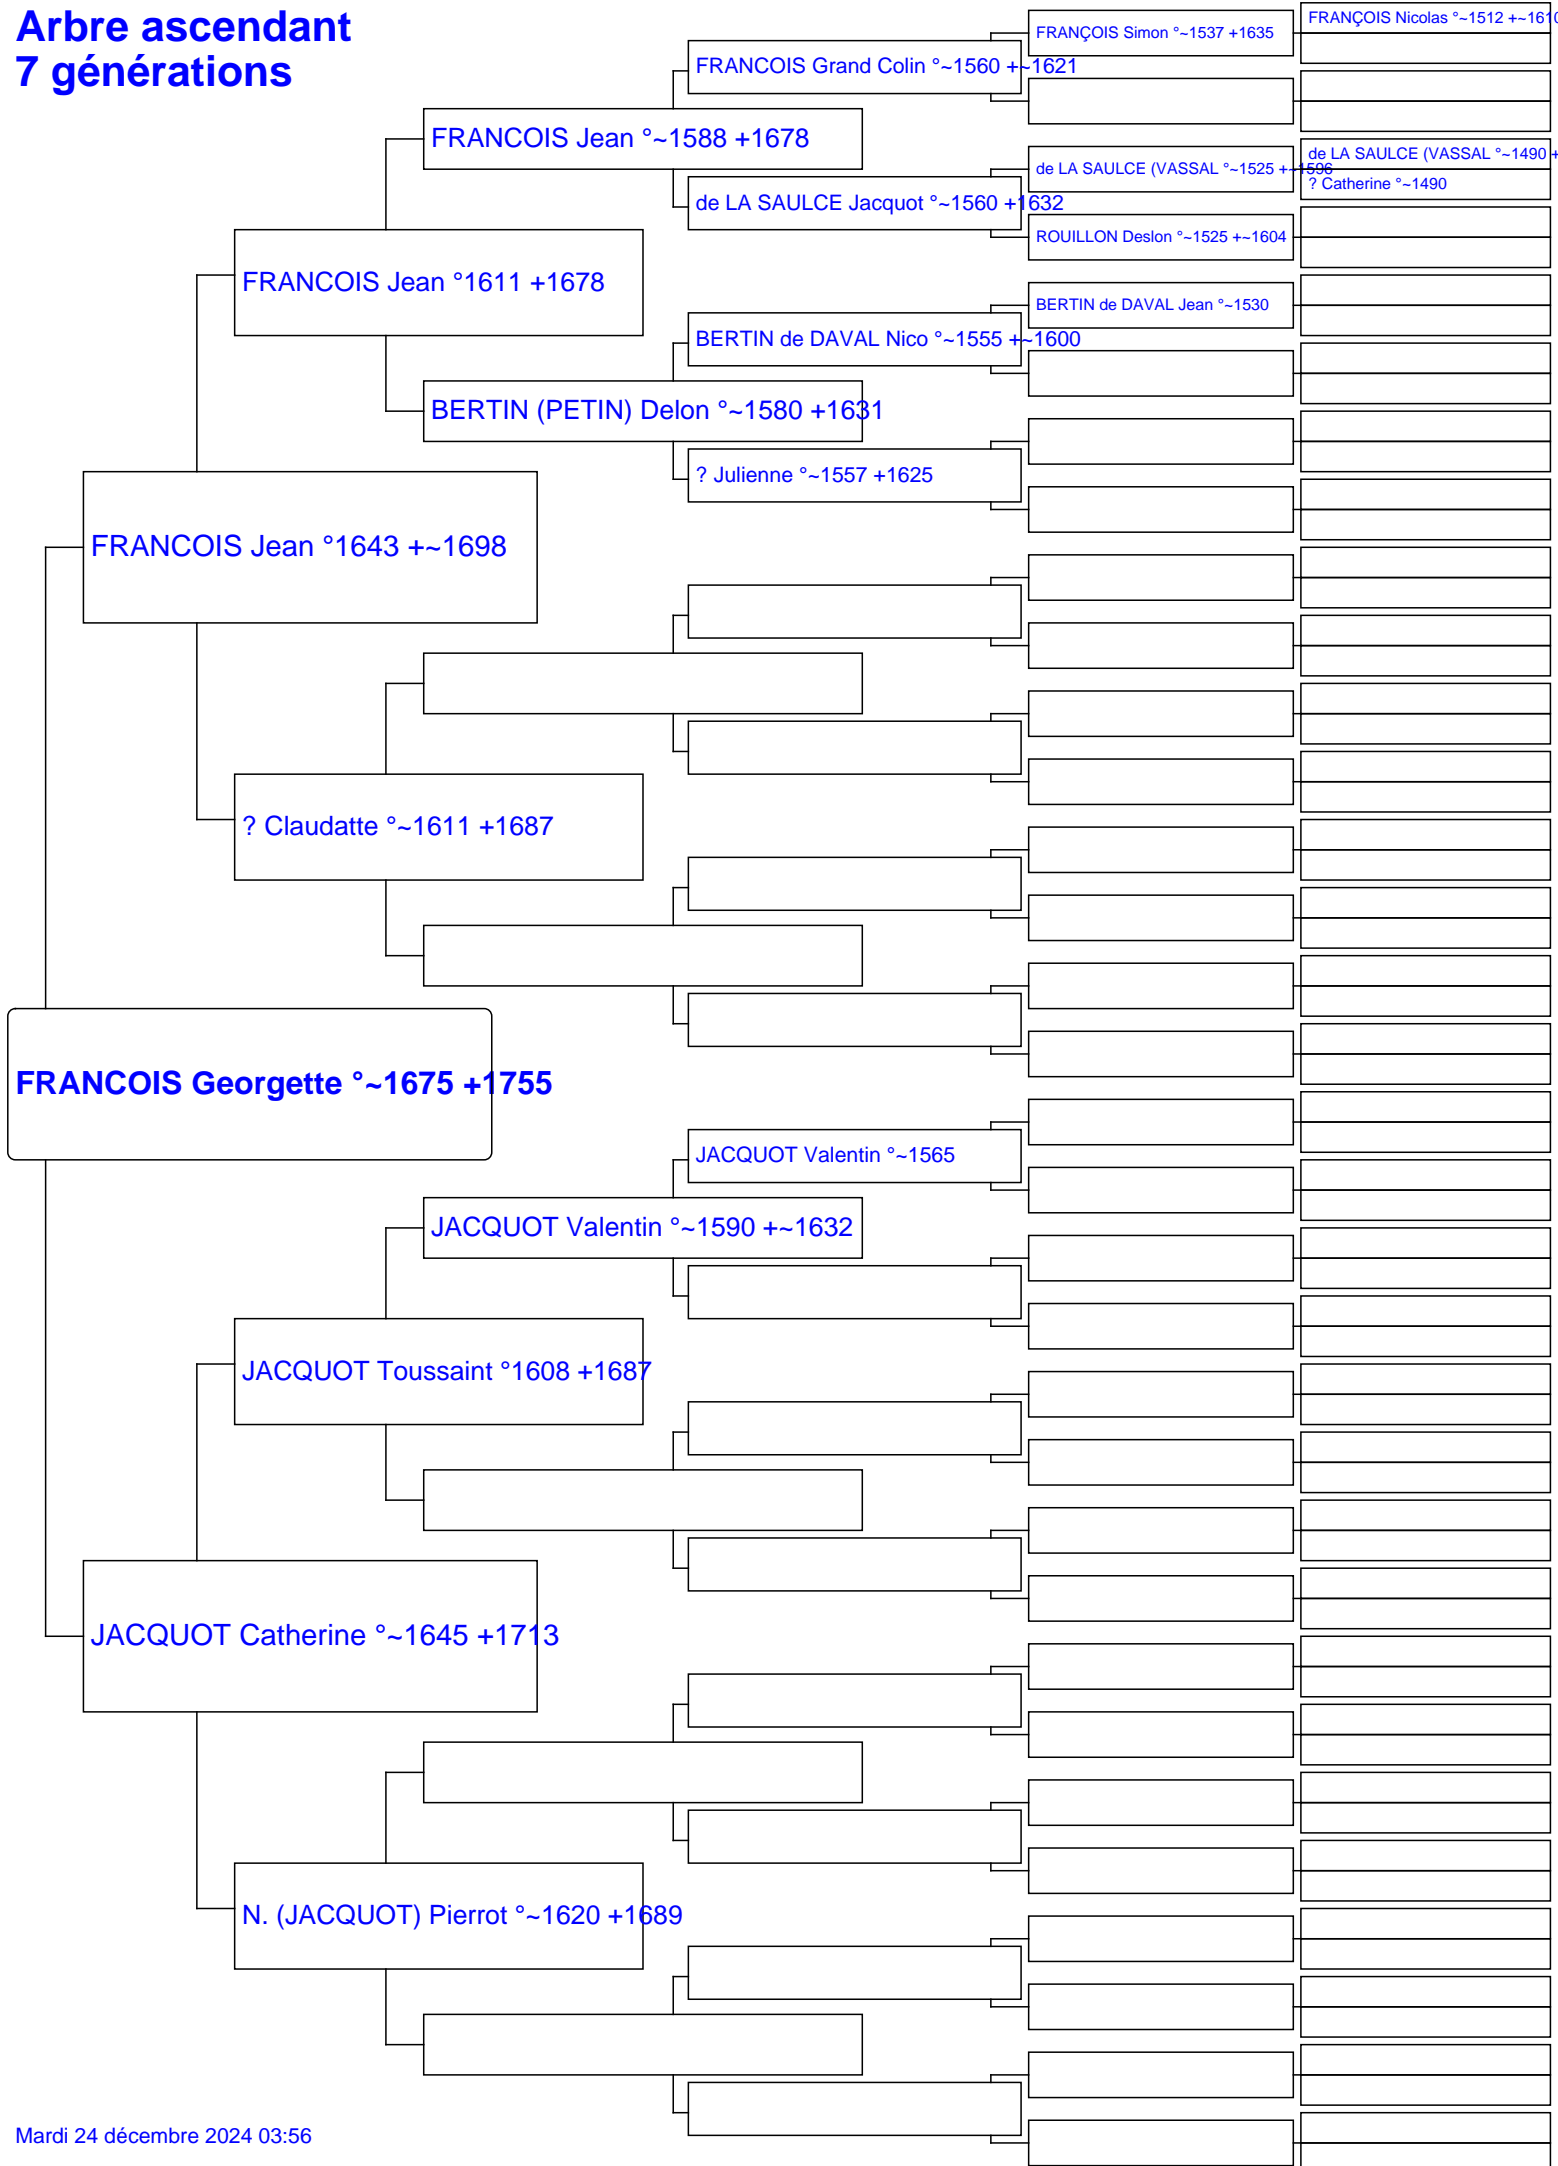 Arbre ascendant
7 générations
FRANÇOIS Nicolas °~1512 +~1610
FRANÇOIS Simon °~1537 +1635
FRANCOIS Grand Colin °~1560 +~1621
FRANCOIS Jean °~1588 +1678
de LA SAULCE (VASSAL °~1490 +
de LA SAULCE (VASSAL °~1525 +~1596
? Catherine °~1490
de LA SAULCE Jacquot °~1560 +1632
ROUILLON Deslon °~1525 +~1604
FRANCOIS Jean °1611 +1678
BERTIN de DAVAL Jean °~1530
BERTIN de DAVAL Nico °~1555 +~1600
BERTIN (PETIN) Delon °~1580 +1631
? Julienne °~1557 +1625
FRANCOIS Jean °1643 +~1698
? Claudatte °~1611 +1687
FRANCOIS Georgette °~1675 +1755
JACQUOT Valentin °~1565
JACQUOT Valentin °~1590 +~1632
JACQUOT Toussaint °1608 +1687
JACQUOT Catherine °~1645 +1713
N. (JACQUOT) Pierrot °~1620 +1689
Mardi 24 décembre 2024 03:56